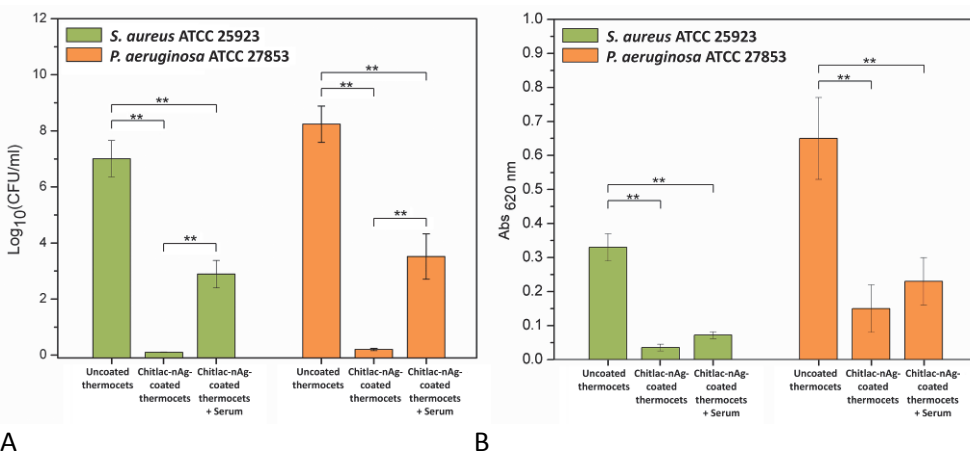 12
10
8
6
4
2
0
Log10(CFU/ml)
S. aureus ATCC 25923
P. aeruginosa ATCC 27853
**
**
**
**
**
**
Uncoated
thermocets
Chitlac-nAg-
coated
thermocets
Chitlac-nAg-
coated
thermocets
+ Serum
Uncoated
thermocets
Chitlac-nAg-
coated
thermocets
Chitlac-nAg-
coated
thermocets
+ Serum
A
1.0
0.9
0.8
0.7
0.6
0.5
0.4
0.3
0.2
0.1
0.0
Abs 620 nm
S. aureus ATCC 25923
P. aeruginosa ATCC 27853
**
**
**
**
Uncoated
thermocets
Chitlac-nAg-
coated
thermocets
Chitlac-nAg-
coated
thermocets
+ Serum
Uncoated
thermocets
Chitlac-nAg-
coated
thermocets
Chitlac-nAg-
coated
thermocets
+ Serum
B